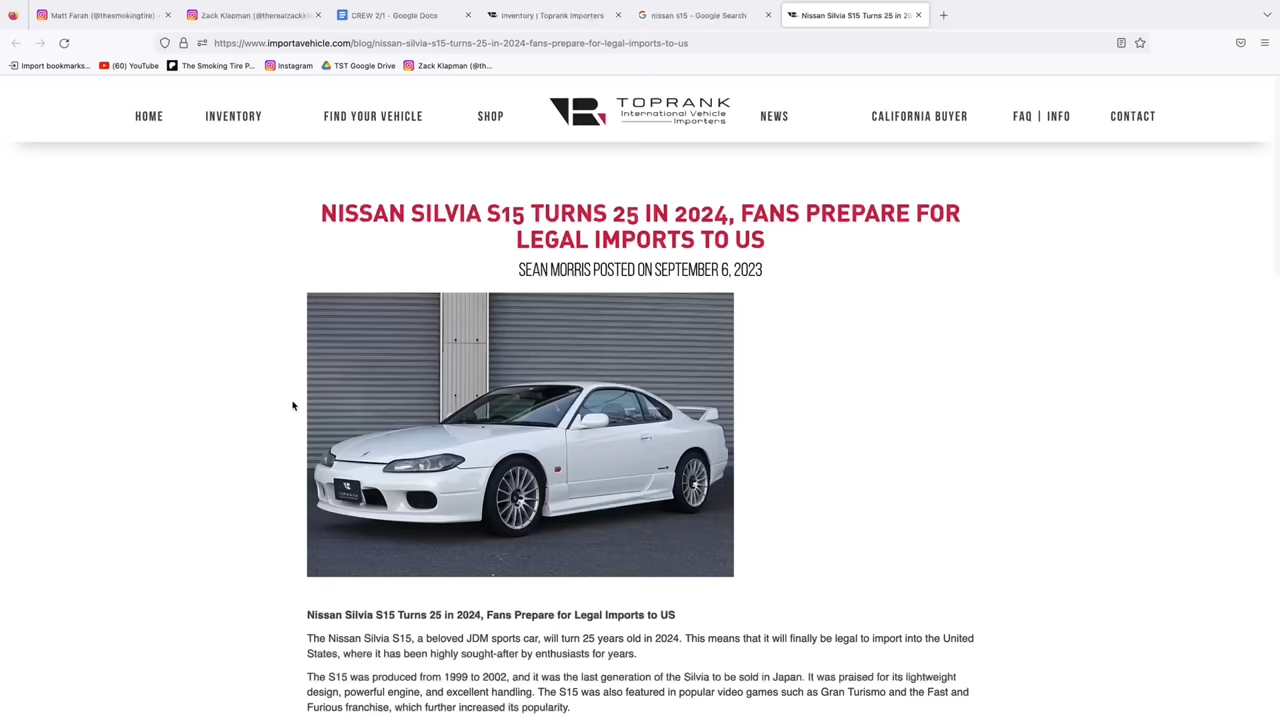 Matt Farah (@thesmokingtire)
Zack Klapman (@therealzackk
CREW 2/1 - Google Docs
Inventory | Toprank Importers
nissan s15 - Google Search
Nissan Silvia S15 Turns 25 in 20
https://www.importavehicle.com/blog/nissan-silvia-s15-turns-25-in-2024-fans-prepare-for-legal-imports-to-us
Import bookmarks...
(60) YouTube
The Smoking Tire P...
Instagram
TST Google Drive
Zack Klapman (@th...
HOME
INVENTORY
FIND YOUR VEHICLE
SHOP
TOPRANK
International Vehicle
Importers
NEWS
CALIFORNIA BUYER
FAQ | INFO
CONTACT
NISSAN SILVIA S15 TURNS 25 IN 2024, FANS PREPARE FOR
LEGAL IMPORTS TO US
SEAN MORRIS POSTED ON SEPTEMBER 6, 2023
TOPRANK
Nissan Silvia S15 Turns 25 in 2024, Fans Prepare for Legal Imports to US
The Nissan Silvia S15, a beloved JDM sports car, will turn 25 years old in 2024. This means that it will finally be legal to import into the United
States, where it has been highly sought-after by enthusiasts for years.
The S15 was produced from 1999 to 2002, and it was the last generation of the Silvia to be sold in Japan. It was praised for its lightweight
design, powerful engine, and excellent handling. The S15 was also featured in popular video games such as Gran Turismo and the Fast and
Furious franchise, which further increased its popularity.